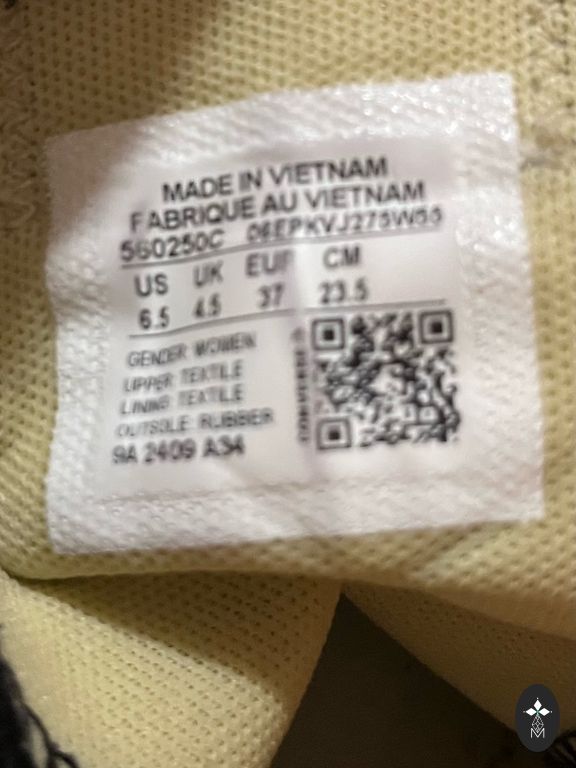 MADE IN VIETNAM
FABRIQUE AU VIETNAM
560250C
US UK EUR CM
6.5 4.5 37 23.5
GENDER WOMEN
UPPER TEXTILE
LINING TEXTILE
OUTSOLE RUBBER
9A 2409 A34
M